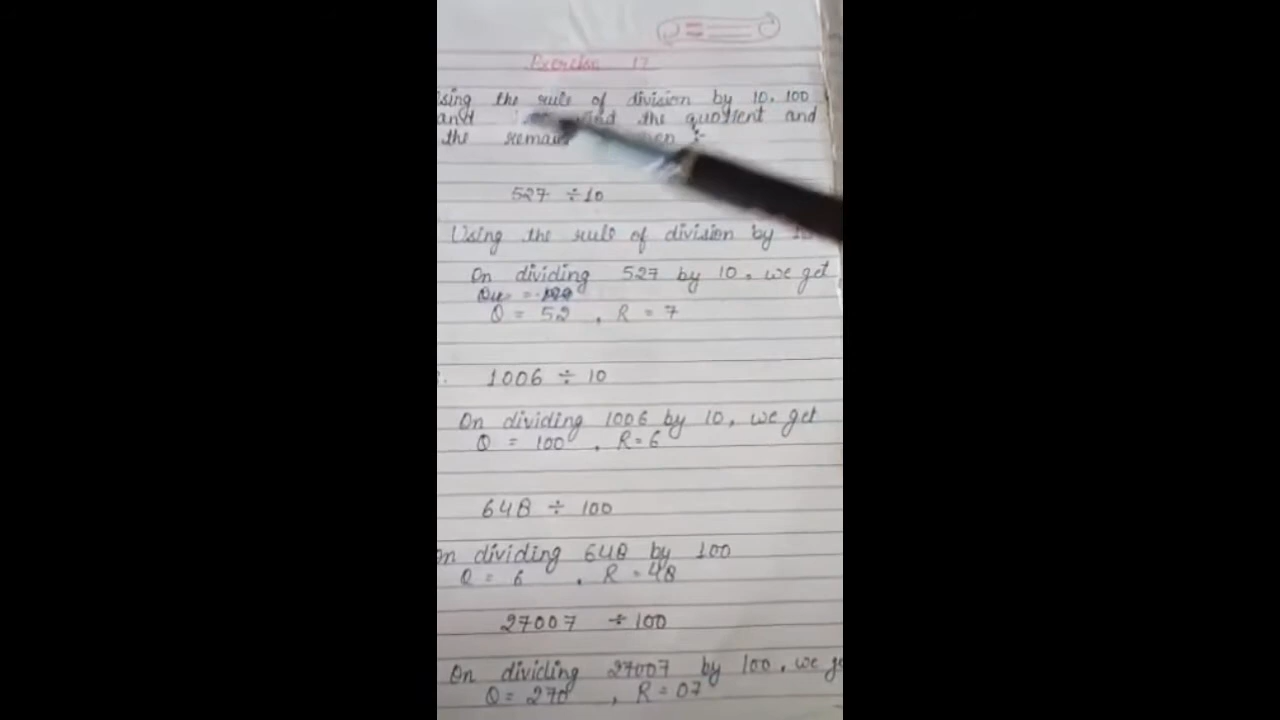 Exercise 17
sing the rule of division by 10, 100
and the quotient and
the
527 ÷ 10
Using the rule of division by
On dividing 527 by 10, we get
Q = 52 , R = 7
1006 ÷ 10
On dividing 1006 by 10, we get
Q = 100 , R = 6
648 ÷ 100
On dividing 648 by 100
Q = 6 , R = 48
27007 ÷ 100
On dividing 27007 by 100, we ge
Q = 270 , R = 07